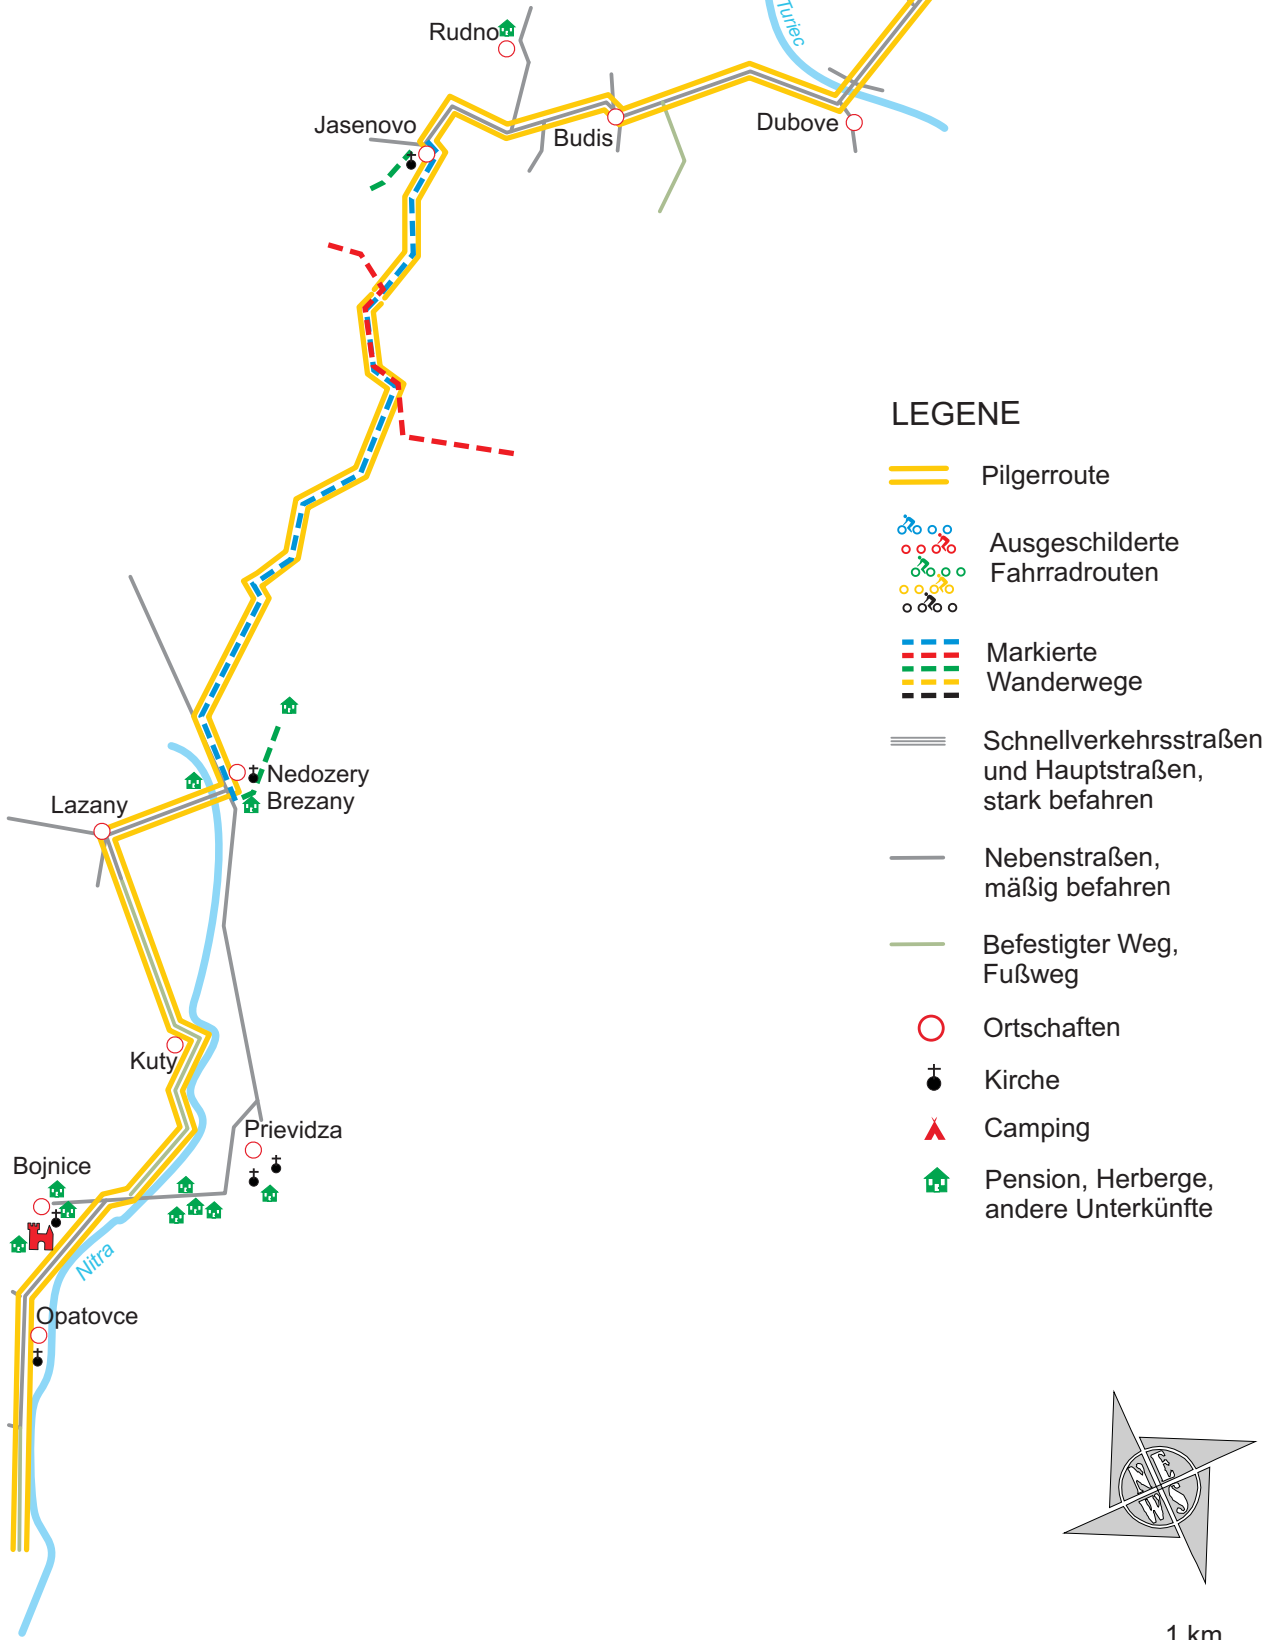 Turiec
Rudno
Jasenovo
Budis
Dubove
LEGENE
Pilgerroute
Ausgeschilderte
Fahrradrouten
Markierte
Wanderwege
Schnellverkehrsstraßen
und Hauptstraßen,
stark befahren
Nebenstraßen,
mäßig befahren
Befestigter Weg,
Fußweg
Ortschaften
Kirche
Camping
Pension, Herberge,
andere Unterkünfte
Nedozery
Brezany
Lazany
Kuty
Prievidza
Bojnice
Nitra
Opatovce
N
E
W
S
1 km